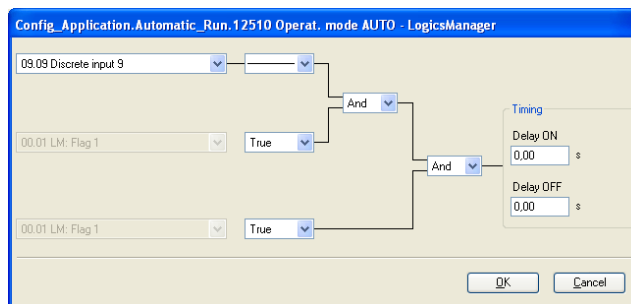 Config_Application.Automatic_Run.12510 Operat. mode AUTO - LogicsManager
09.09 Discrete input 9
And
Timing
Delay ON
00.01 LM: Flag 1
True
0,00 s
And
Delay OFF
0,00 s
00.01 LM: Flag 1
True
OK
Cancel